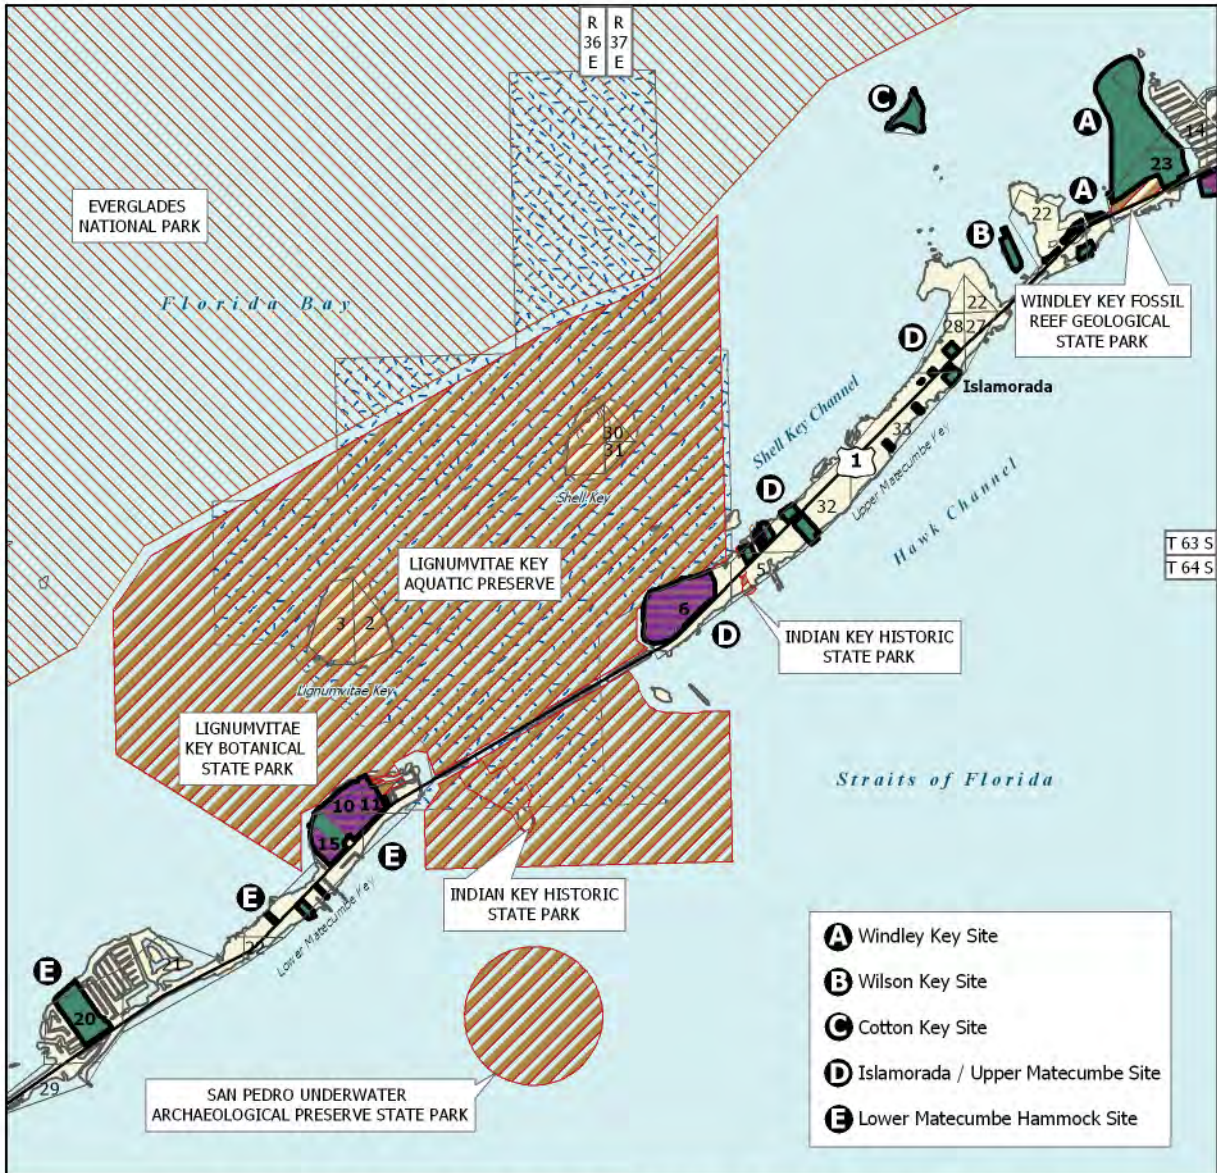 R
36
E
R
37
E
C
A
14
23
EVERGLADES
NATIONAL PARK
A
22
B
Florida Bay
WINDLEY KEY FOSSIL
REEF GEOLOGICAL
STATE PARK
22
28
27
D
Islamorada
Shell Key Channel
30
31
33
1
Upper Matecumbe Key
Shell Key
D
32
Hawk Channel
T 63 S
T 64 S
LIGNUMVITAE KEY
AQUATIC PRESERVE
5
6
D
INDIAN KEY HISTORIC
STATE PARK
3
2
Lignumvitae Key
LIGNUMVITAE
KEY BOTANICAL
STATE PARK
Straits of Florida
10
11
15
E
INDIAN KEY HISTORIC
STATE PARK
E
Lower Matecumbe Key
22
21
E
20
29
SAN PEDRO UNDERWATER
ARCHAEOLOGICAL PRESERVE STATE PARK
A Windley Key Site
B Wilson Key Site
C Cotton Key Site
D Islamorada / Upper Matecumbe Site
E Lower Matecumbe Hammock Site